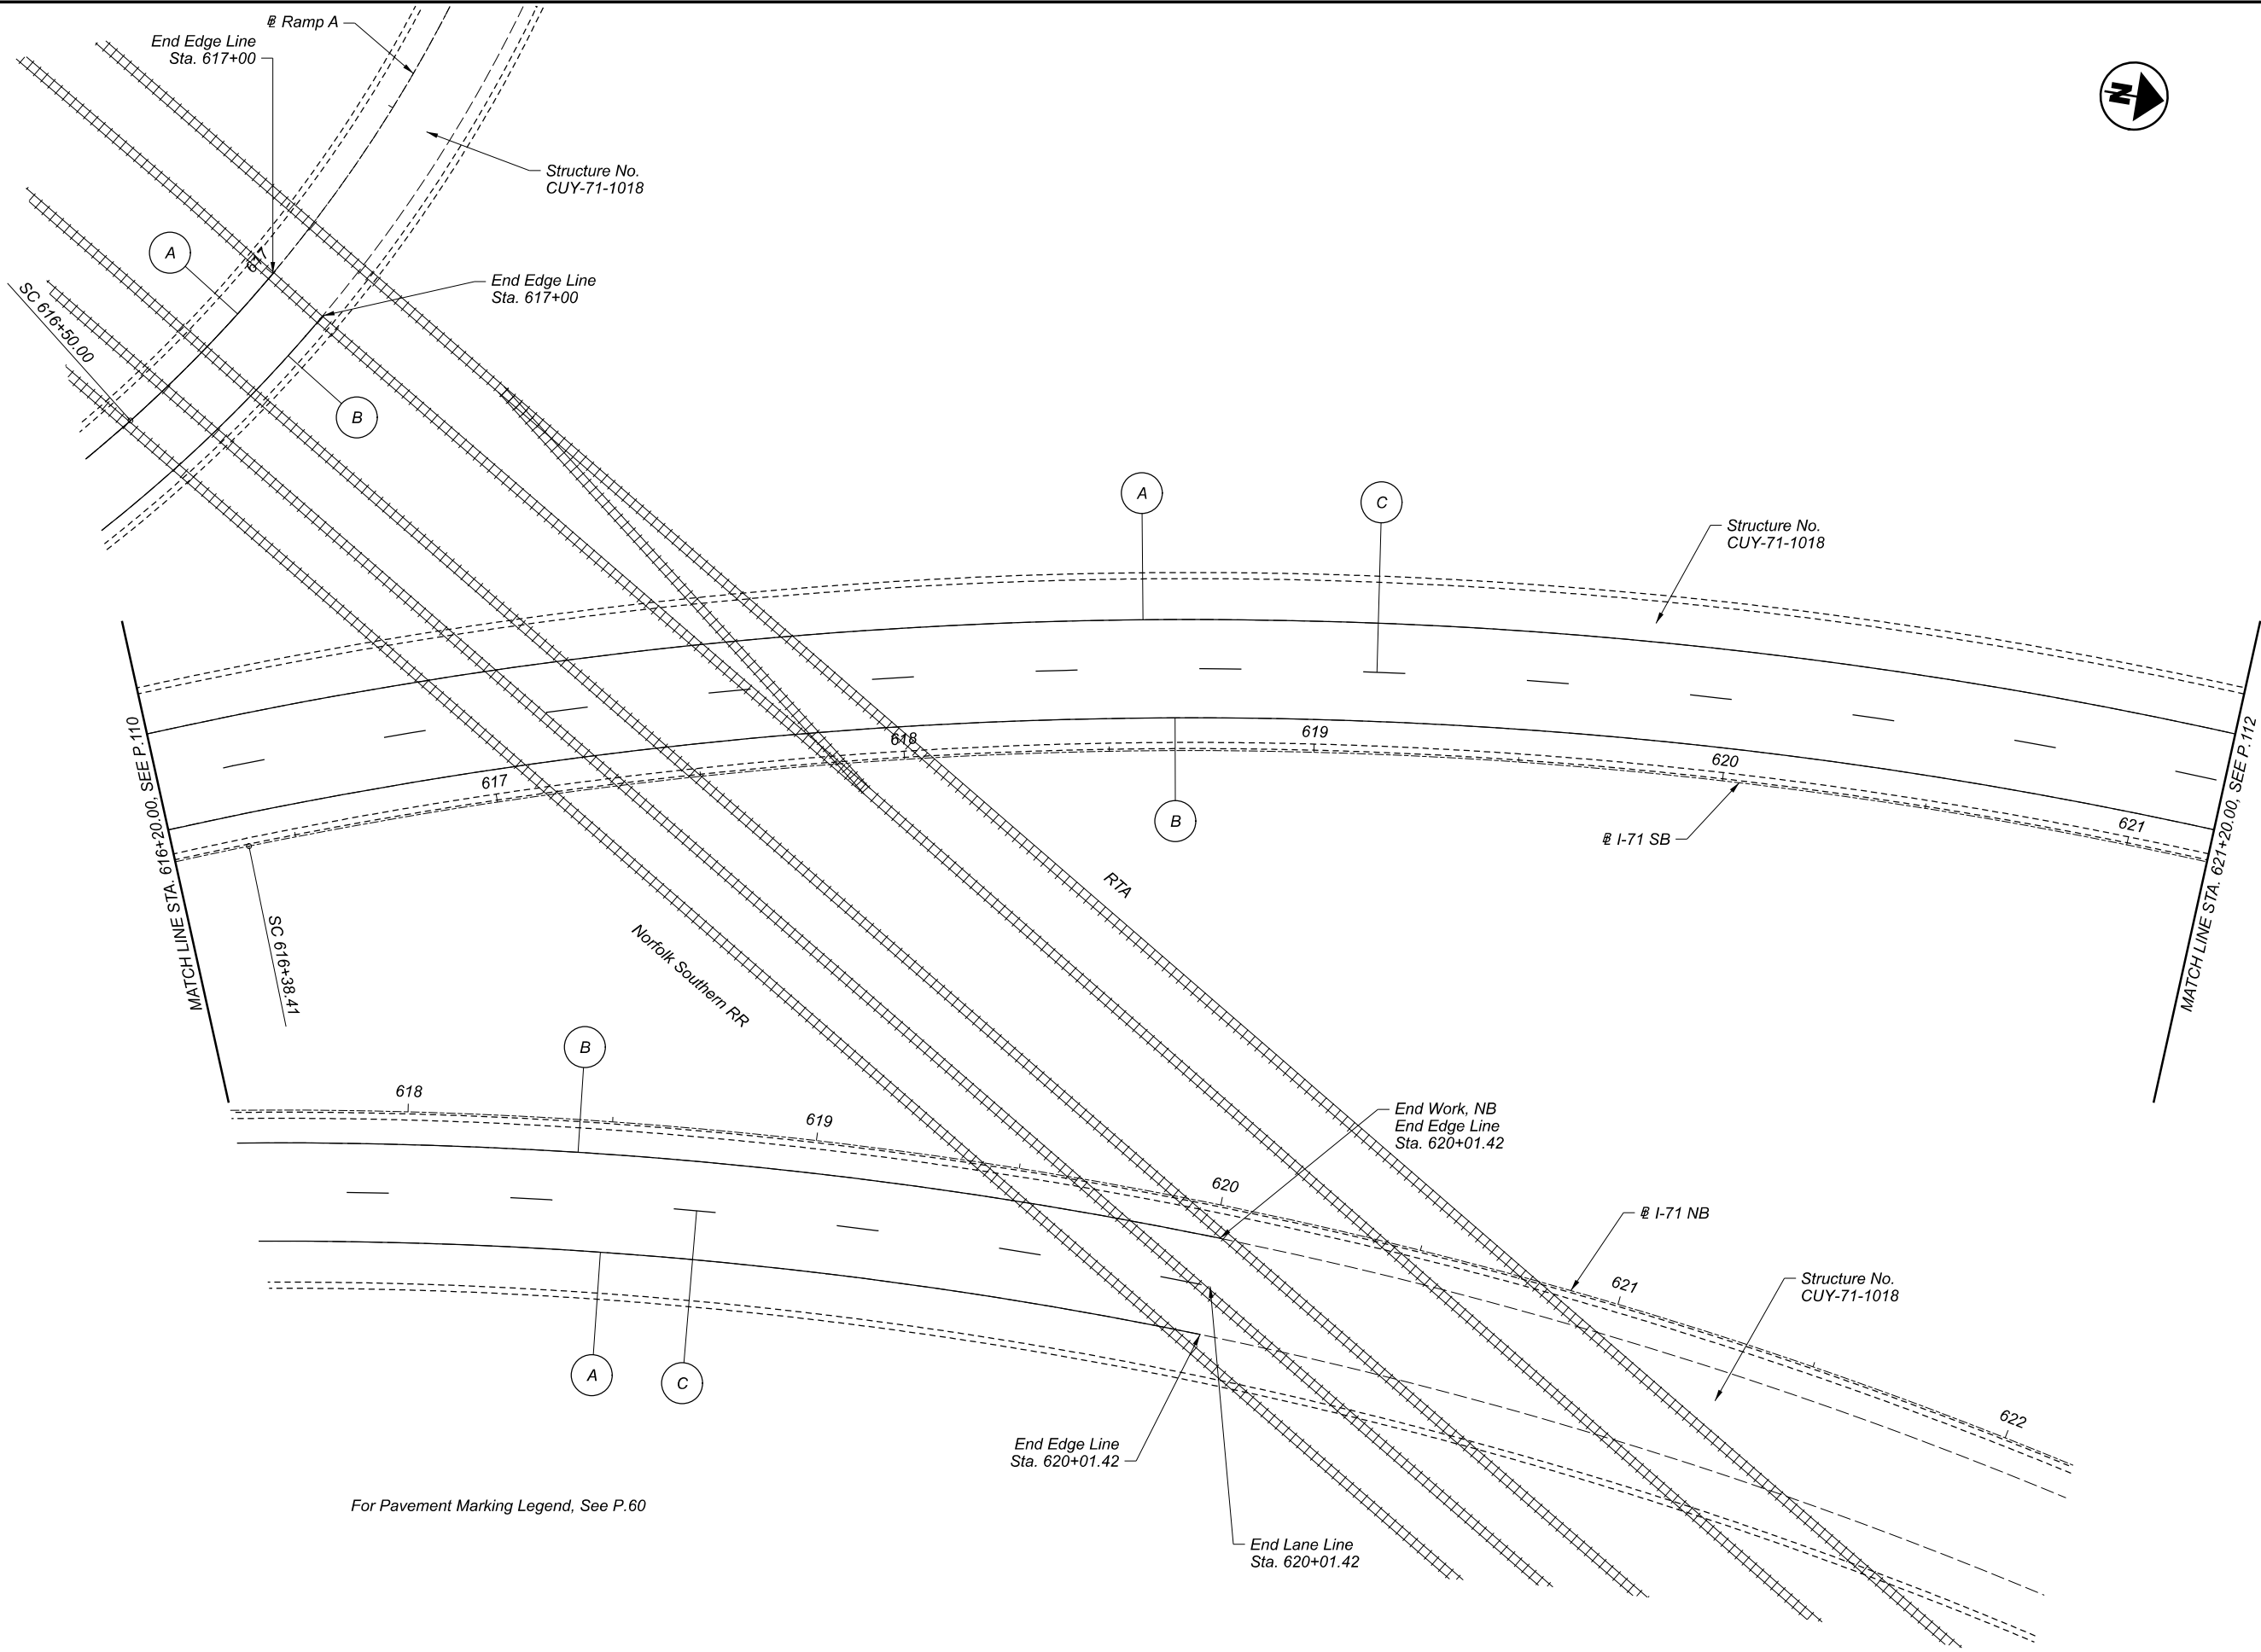 ℄ Ramp A
End Edge Line
Sta. 617+00
N
Structure No.
CUY-71-1018
A
617
End Edge Line
Sta. 617+00
SC 616+50.00
B
A
C
Structure No.
CUY-71-1018
MATCH LINE STA. 616+20.00, SEE P.110
617
618
619
620
621
B
℄ I-71 SB
MATCH LINE STA. 621+20.00, SEE P.112
RTA
SC 616+38.41
Norfolk Southern RR
B
618
619
620
621
622
End Work, NB
End Edge Line
Sta. 620+01.42
℄ I-71 NB
Structure No.
CUY-71-1018
A
C
End Edge Line
Sta. 620+01.42
For Pavement Marking Legend, See P.60
End Lane Line
Sta. 620+01.42